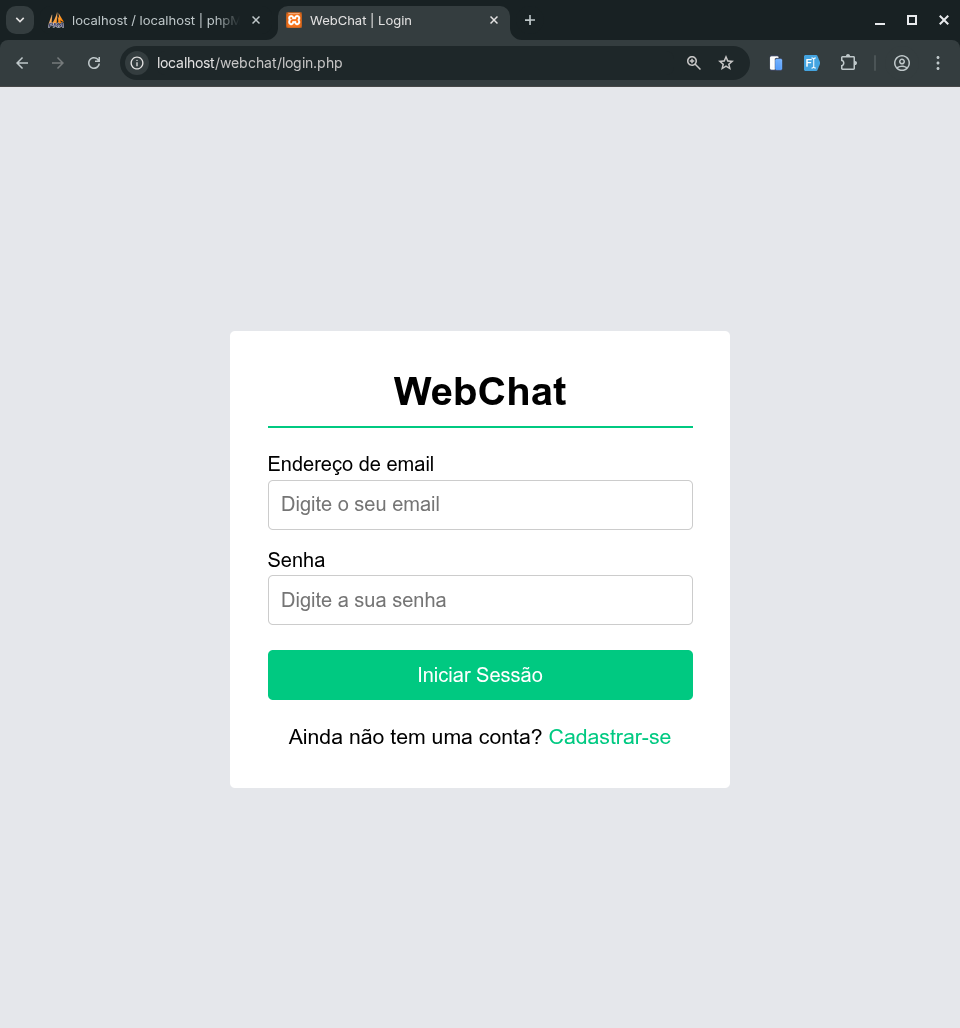 localhost / localhost | phpM
WebChat | Login
localhost/webchat/login.php
WebChat
Endereço de email
Digite o seu email
Senha
Digite a sua senha
Iniciar Sessão
Ainda não tem uma conta? Cadastrar-se